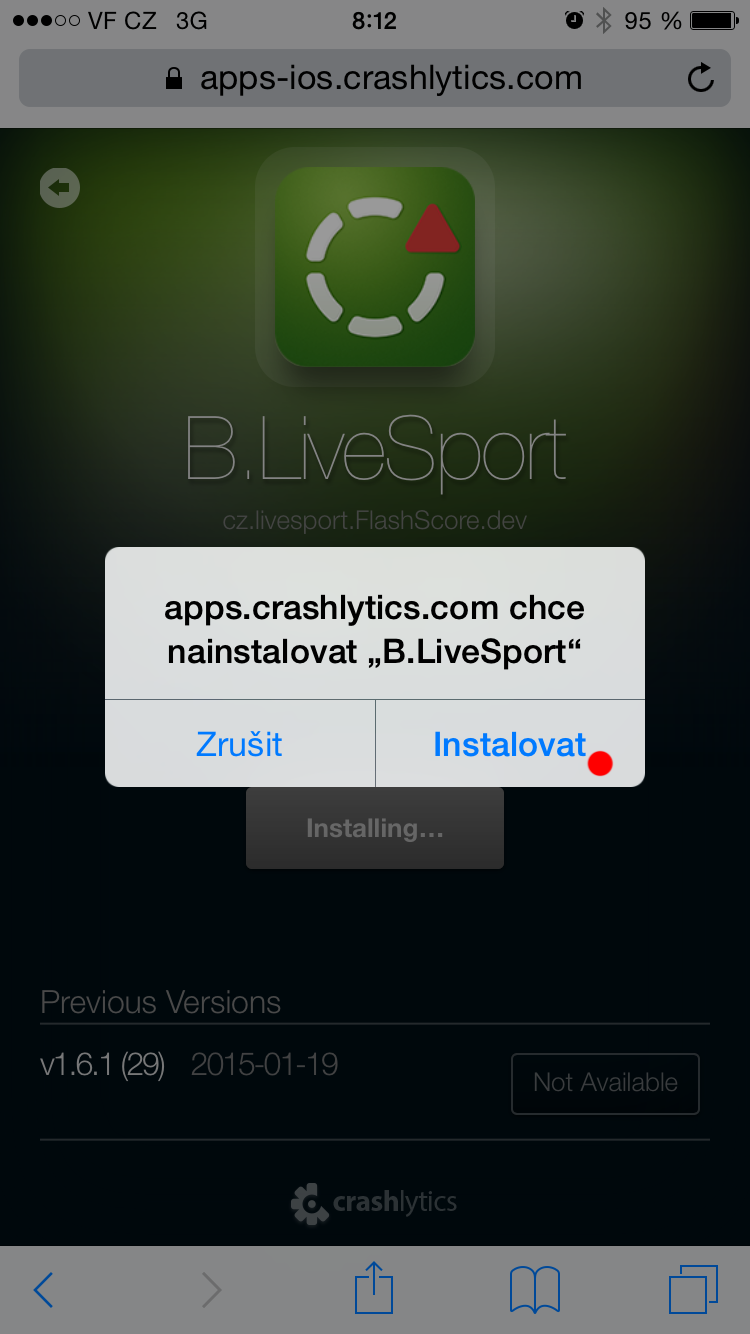 VF CZ 3G 8:12 95 %
apps-ios.crashlytics.com
B.LiveSport
cz.livesport.FlashScore.dev
apps.crashlytics.com chce
nainstalovat „B.LiveSport“
Zrušit Instalovat
Installing...
Previous Versions
v1.6.1 (29) 2015-01-19 Not Available
crashlytics